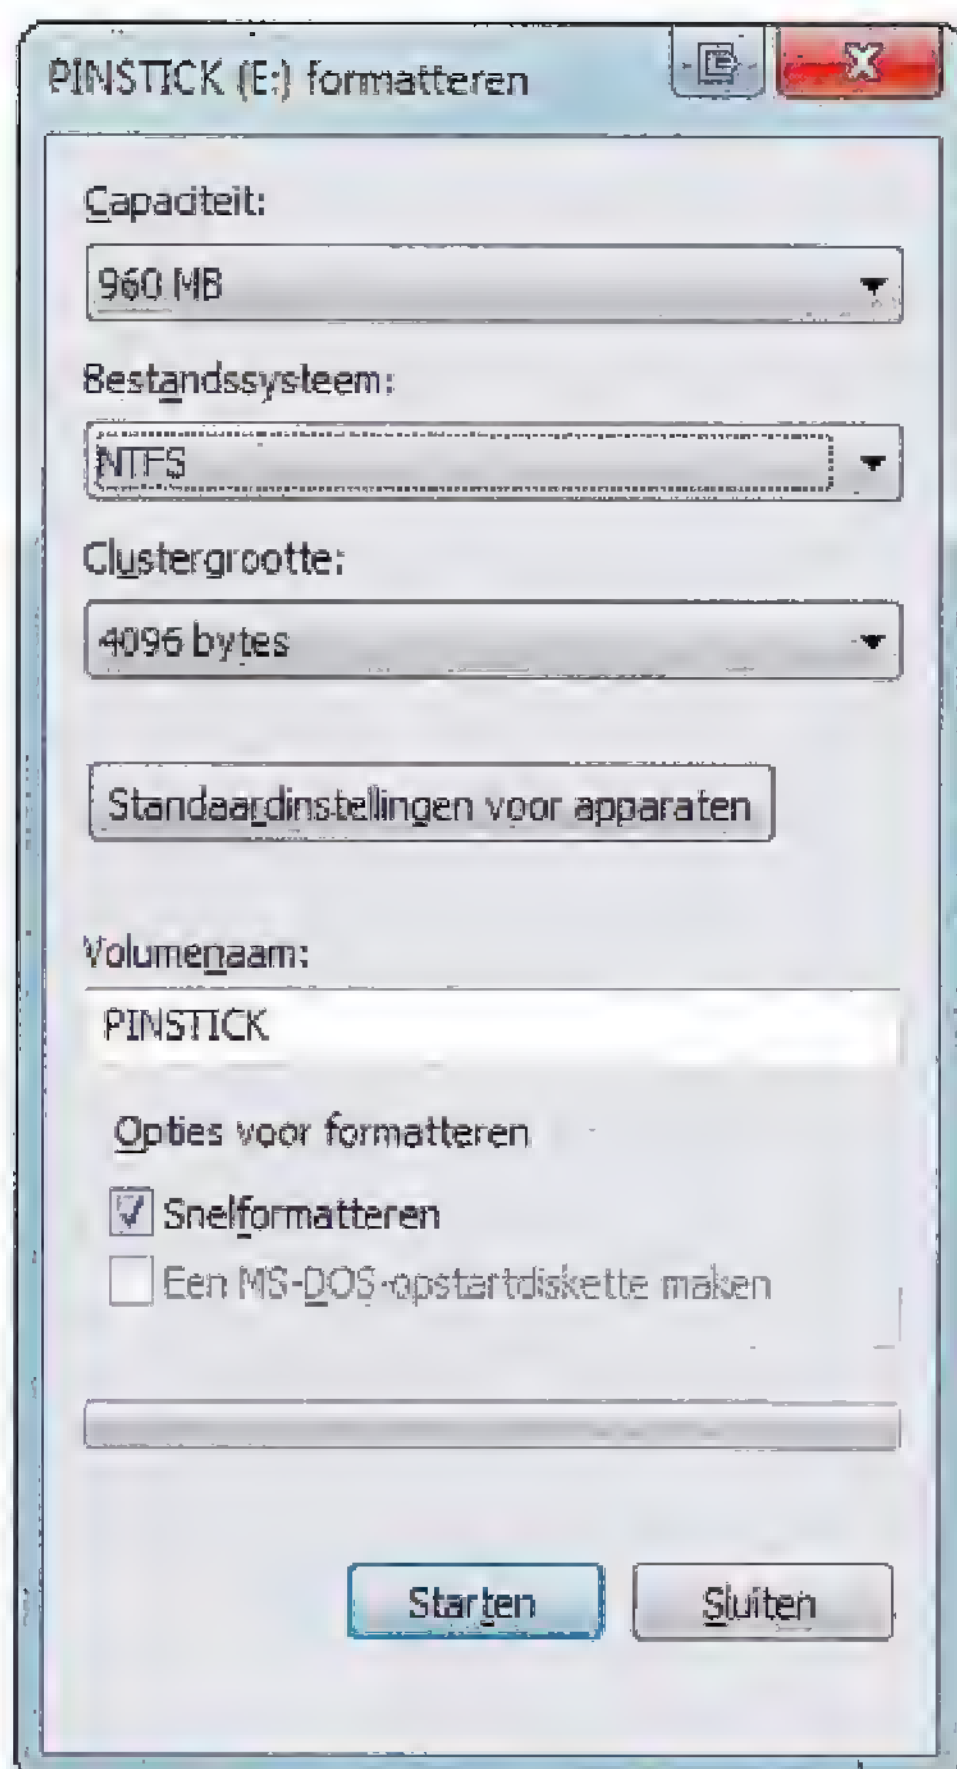 PINSTICK (E:) formatteren
Capaciteit:
960 MB
Bestandssysteem:
NTFS
Clustergrootte:
4096 bytes
Standaardinstellingen voor apparaten
Volumenaam:
PINSTICK
Opties voor formatteren
Snelformatteren
Een MS-DOS-opstartdiskette maken
Starten
Sluiten